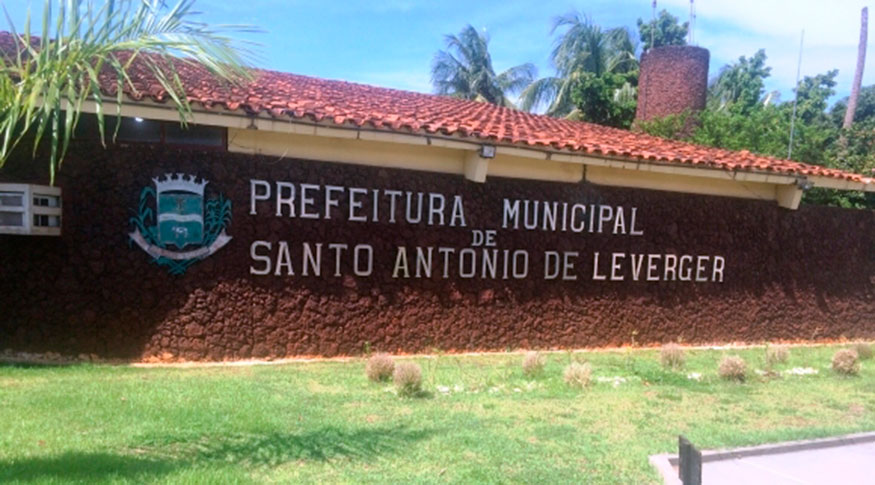 PREFEITURA MUNICIPAL
DE
SANTO ANTONIO DE LEVERGER